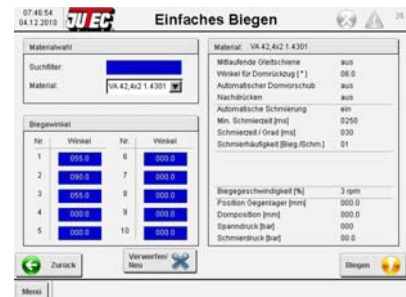 07:46:54
04.12.2010
JUTEC
Einfaches Biegen
26
Materialwahl
Suchfilter:
Material:
VA 42,4x2 1.4301
Biegewinkel
Nr. Winkel Nr. Winkel
1 055.0 6 000.0
2 090.0 7 000.0
3 055.0 8 000.0
4 000.0 9 000.0
5 000.0 10 000.0
Material: VA 42,4x2 1.4301
Mitlaufende Gleitschiene aus
Winkel für Dornrückzug [°] 08.0
Automatischer Dornvorschub aus
Nachdrücken aus
Automatische Schmierung ein
Min. Schmierzeit [ms] 0250
Schmierzeit / Grad [ms] 030
Schmierhäufigkeit [Bieg./Schm.] 01
Biegegeschwindigkeit [%] 3 rpm
Position Gegenlager [mm] 000.0
Dornposition [mm] 000.0
Spanndruck [bar] 000
Schmierdruck [bar] 00.0
Zurück
Verworfen/
Neu
Biegen
Menü